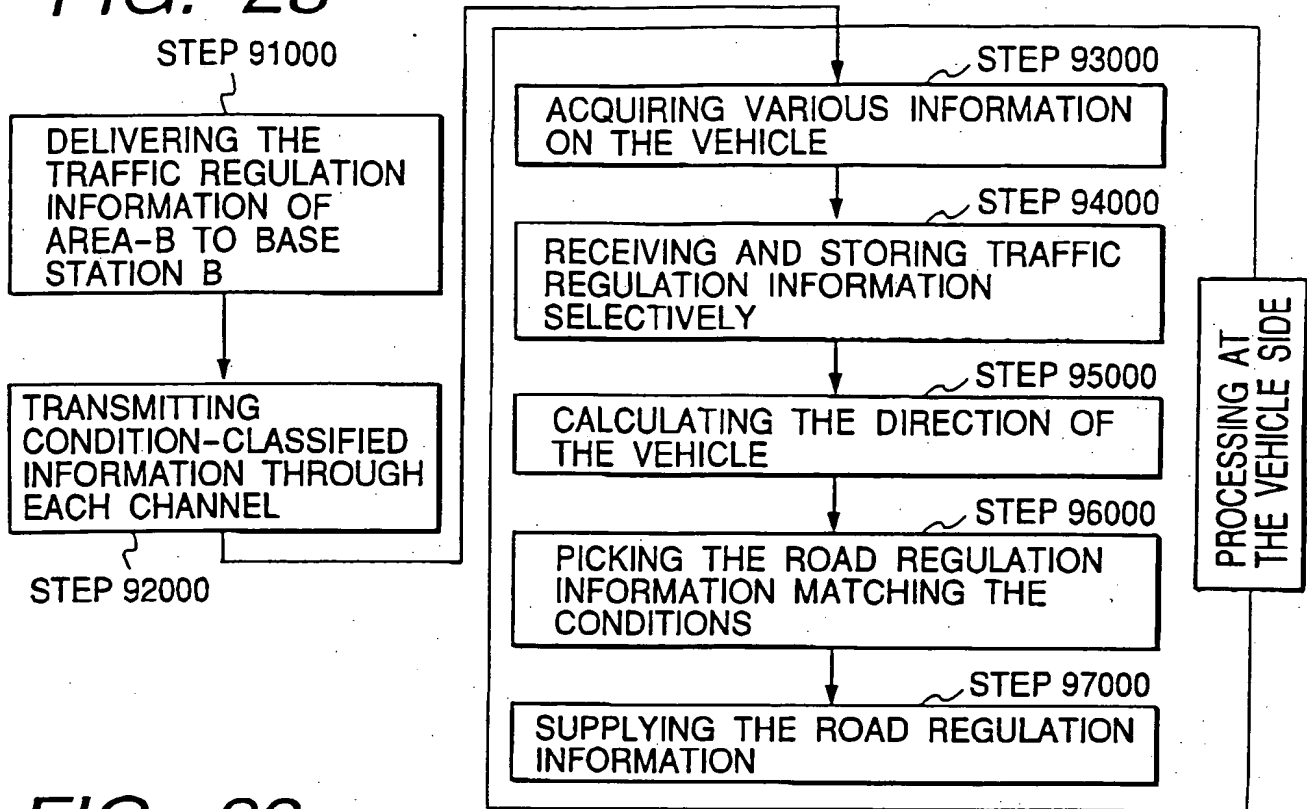 STEP 91000
DELIVERING THE
TRAFFIC REGULATION
INFORMATION OF
AREA-B TO BASE
STATION B
TRANSMITTING
CONDITION-CLASSIFIED
INFORMATION THROUGH
EACH CHANNEL
STEP 92000
STEP 93000
ACQUIRING VARIOUS INFORMATION
ON THE VEHICLE
STEP 94000
RECEIVING AND STORING TRAFFIC
REGULATION INFORMATION
SELECTIVELY
STEP 95000
CALCULATING THE DIRECTION OF
THE VEHICLE
STEP 96000
PICKING THE ROAD REGULATION
INFORMATION MATCHING THE
CONDITIONS
STEP 97000
SUPPLYING THE ROAD REGULATION
INFORMATION
PROCESSING AT
THE VEHICLE SIDE